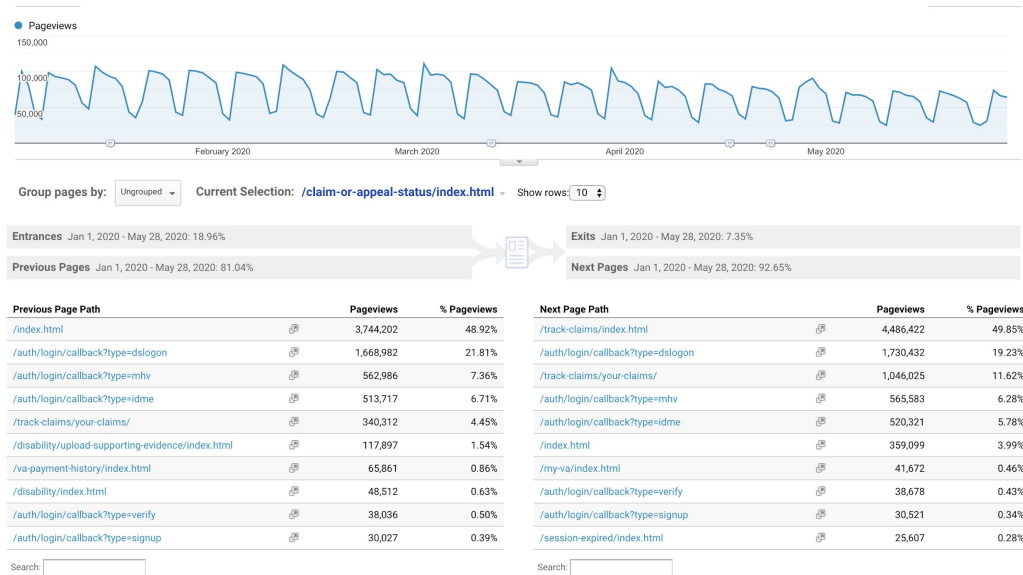 Pageviews
150,000
100,000
50,000
February 2020 March 2020 April 2020 May 2020
Group pages by: Ungrouped Current Selection: /claim-or-appeal-status/index.html Show rows: 10
Entrances Jan 1, 2020 - May 28, 2020: 18.96% Exits Jan 1, 2020 - May 28, 2020: 7.35%
Previous Pages Jan 1, 2020 - May 28, 2020: 81.04% Next Pages Jan 1, 2020 - May 28, 2020: 92.65%
Previous Page Path Pageviews % Pageviews
/index.html 3,744,202 48.92%
/auth/login/callback?type=dslogon 1,668,982 21.81%
/auth/login/callback?type=mhv 562,986 7.36%
/auth/login/callback?type=idme 513,717 6.71%
/track-claims/your-claims/ 340,312 4.45%
/disability/upload-supporting-evidence/index.html 117,897 1.54%
/va-payment-history/index.html 65,861 0.86%
/disability/index.html 48,512 0.63%
/auth/login/callback?type=verify 38,036 0.50%
/auth/login/callback?type=signup 30,027 0.39%
Search:
Next Page Path Pageviews % Pageviews
/track-claims/index.html 4,486,422 49.85%
/auth/login/callback?type=dslogon 1,730,432 19.23%
/track-claims/your-claims/ 1,046,025 11.62%
/auth/login/callback?type=mhv 565,583 6.28%
/auth/login/callback?type=idme 520,321 5.78%
/index.html 359,099 3.99%
/my-va/index.html 41,672 0.46%
/auth/login/callback?type=verify 38,678 0.43%
/auth/login/callback?type=signup 30,521 0.34%
/session-expired/index.html 25,607 0.28%
Search: